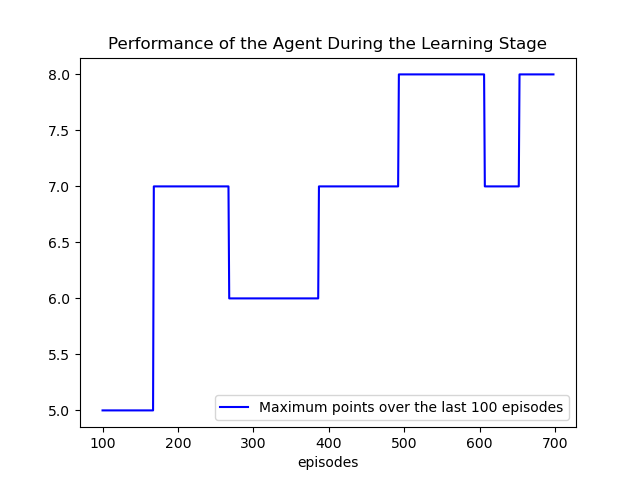 Performance of the Agent During the Learning Stage
8.0
7.5
7.0
6.5
6.0
5.5
5.0
Maximum points over the last 100 episodes
100 200 300 400 500 600 700
episodes